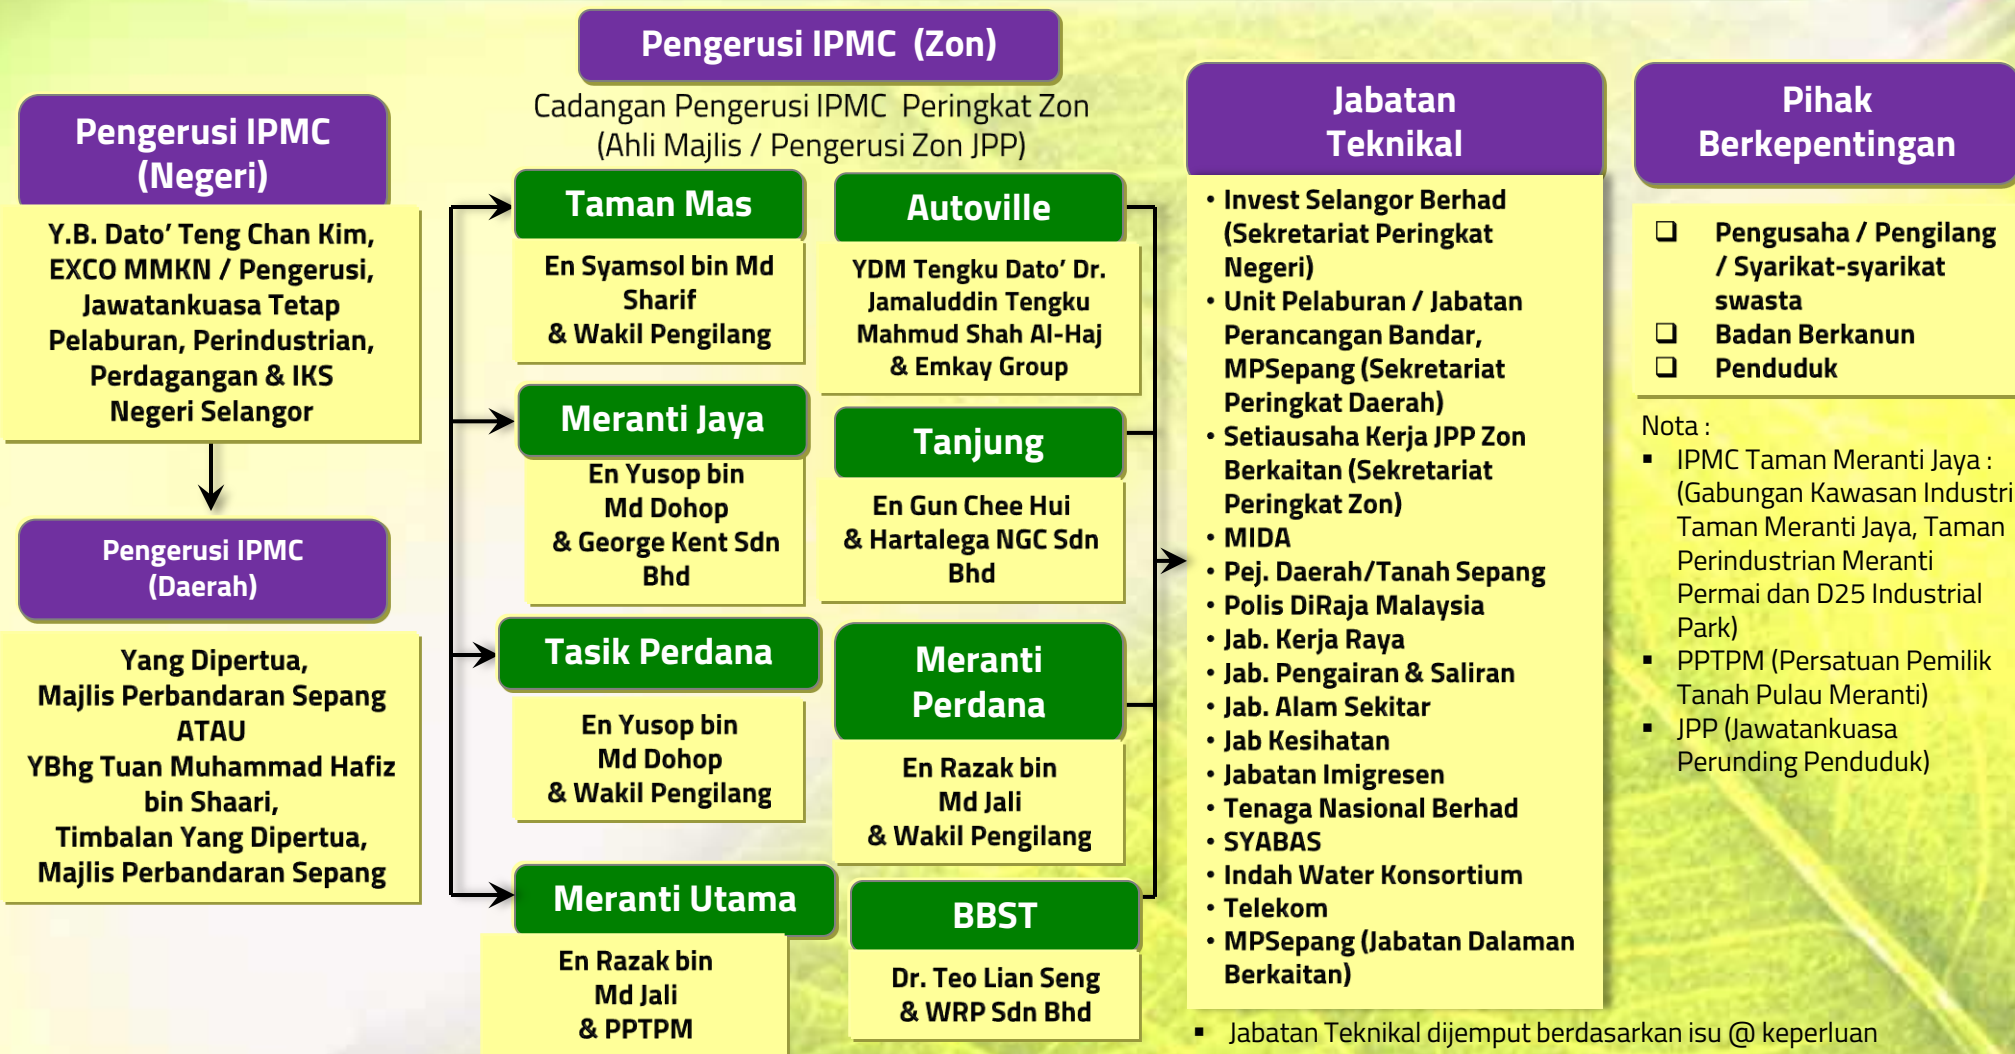 Pengerusi IPMC (Zon)
Cadangan Pengerusi IPMC Peringkat Zon
(Ahli Majlis / Pengerusi Zon JPP)
Pengerusi IPMC
(Negeri)
Y.B. Dato’ Teng Chan Kim,
EXCO MMKN / Pengerusi,
Jawatankuasa Tetap
Pelaburan, Perindustrian,
Perdagangan & IKS
Negeri Selangor
Pengerusi IPMC
(Daerah)
Yang Dipertua,
Majlis Perbandaran Sepang
ATAU
YBhg Tuan Muhammad Hafiz
bin Shaari,
Timbalan Yang Dipertua,
Majlis Perbandaran Sepang
Taman Mas
En Syamsol bin Md
Sharif
& Wakil Pengilang
Meranti Jaya
En Yusop bin
Md Dohop
& George Kent Sdn
Bhd
Tasik Perdana
En Yusop bin
Md Dohop
& Wakil Pengilang
Meranti Utama
En Razak bin
Md Jali
& PPTPM
Autoville
YDM Tengku Dato’ Dr.
Jamaluddin Tengku
Mahmud Shah Al-Haj
& Emkay Group
Tanjung
En Gun Chee Hui
& Hartalega NGC Sdn
Bhd
Meranti
Perdana
En Razak bin
Md Jali
& Wakil Pengilang
BBST
Dr. Teo Lian Seng
& WRP Sdn Bhd
Jabatan
Teknikal
• Invest Selangor Berhad
(Sekretariat Peringkat
Negeri)
• Unit Pelaburan / Jabatan
Perancangan Bandar,
MPSepang (Sekretariat
Peringkat Daerah)
• Setiausaha Kerja JPP Zon
Berkaitan (Sekretariat
Peringkat Zon)
• MIDA
• Pej. Daerah/Tanah Sepang
• Polis DiRaja Malaysia
• Jab. Kerja Raya
• Jab. Pengairan & Saliran
• Jab. Alam Sekitar
• Jab Kesihatan
• Jabatan Imigresen
• Tenaga Nasional Berhad
• SYABAS
• Indah Water Konsortium
• Telekom
• MPSepang (Jabatan Dalaman
Berkaitan)
▪ Jabatan Teknikal dijemput berdasarkan isu @ keperluan
Pihak
Berkepentingan
❑ Pengusaha / Pengilang
/ Syarikat-syarikat
swasta
❑ Badan Berkanun
❑ Penduduk
Nota :
▪ IPMC Taman Meranti Jaya :
(Gabungan Kawasan Industri
Taman Meranti Jaya, Taman
Perindustrian Meranti
Permai dan D25 Industrial
Park)
▪ PPTPM (Persatuan Pemilik
Tanah Pulau Meranti)
▪ JPP (Jawatankuasa
Perunding Penduduk)